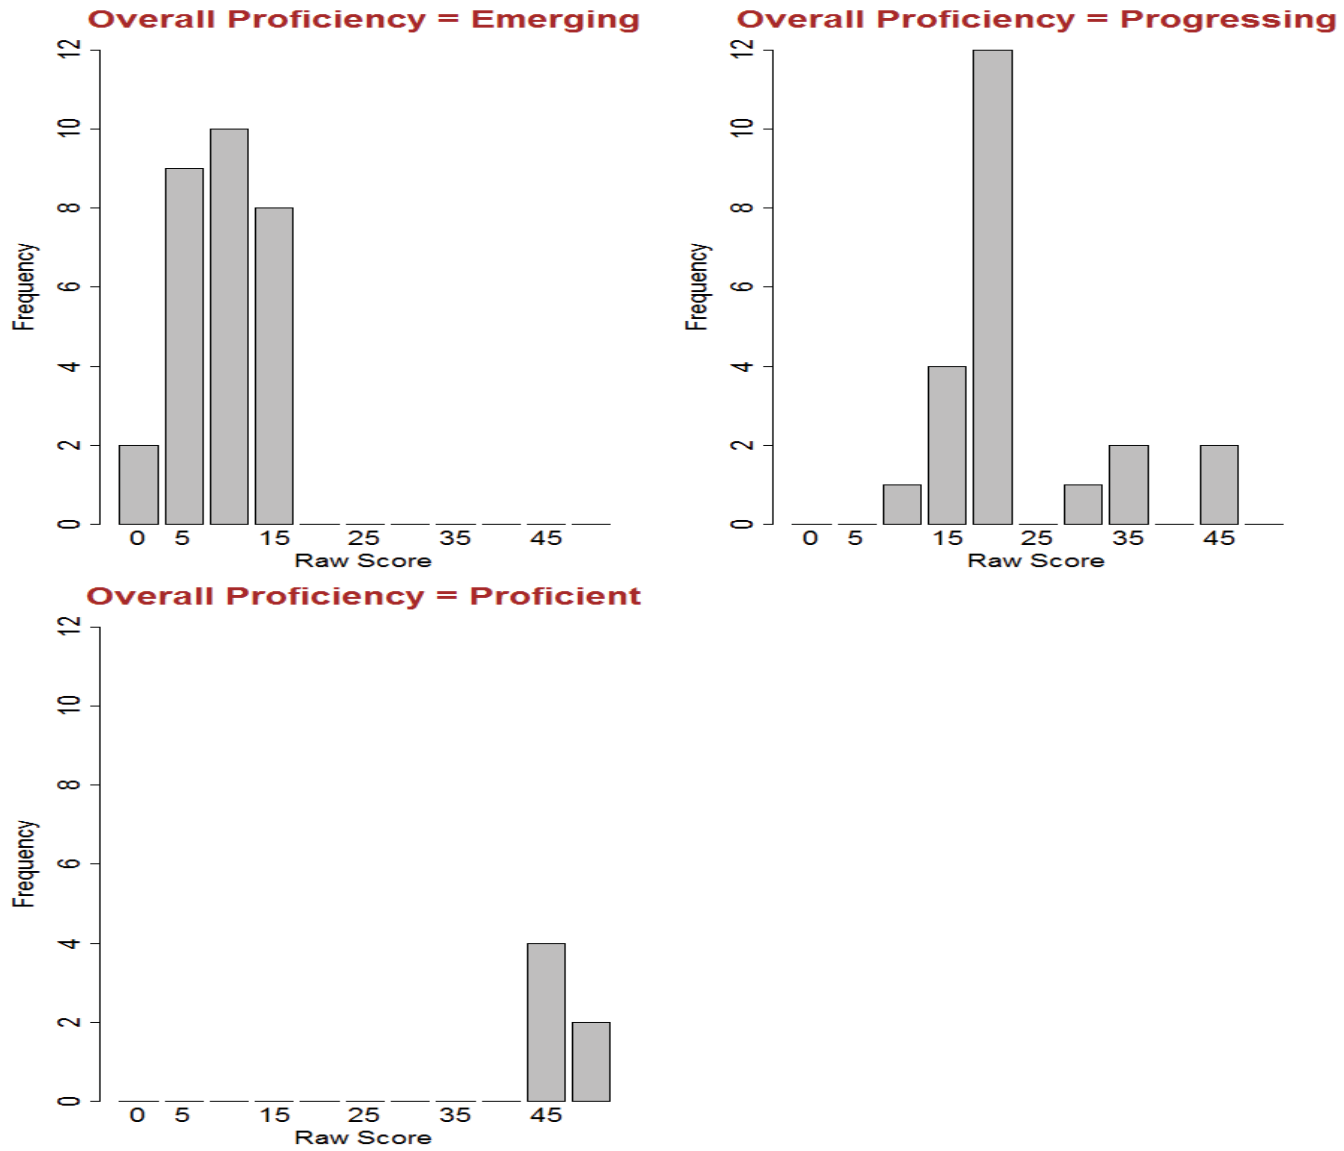 Overall Proficiency = Emerging
12
10
8
6
4
2
0
Frequency
0 5 15 25 35 45
Raw Score
Overall Proficiency = Progressing
12
10
8
6
4
2
0
Frequency
0 5 15 25 35 45
Raw Score
Overall Proficiency = Proficient
12
10
8
6
4
2
0
Frequency
0 5 15 25 35 45
Raw Score